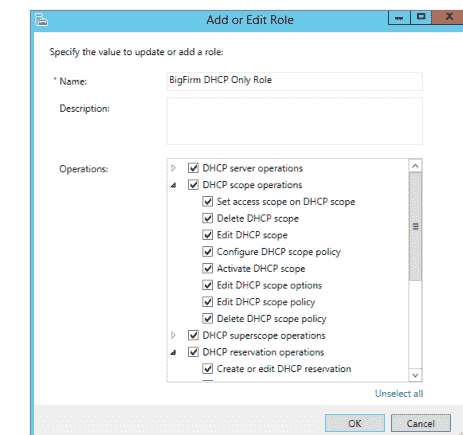 Add or Edit Role
Specify the value to update or add a role:
* Name:
BigFirm DHCP Only Role
Description:
Operations:
DHCP server operations
DHCP scope operations
Set access scope on DHCP scope
Delete DHCP scope
Edit DHCP scope
Configure DHCP scope policy
Activate DHCP scope
Edit DHCP scope options
Edit DHCP scope policy
Delete DHCP scope policy
DHCP superscope operations
DHCP reservation operations
Create or edit DHCP reservation
Unselect all
OK
Cancel